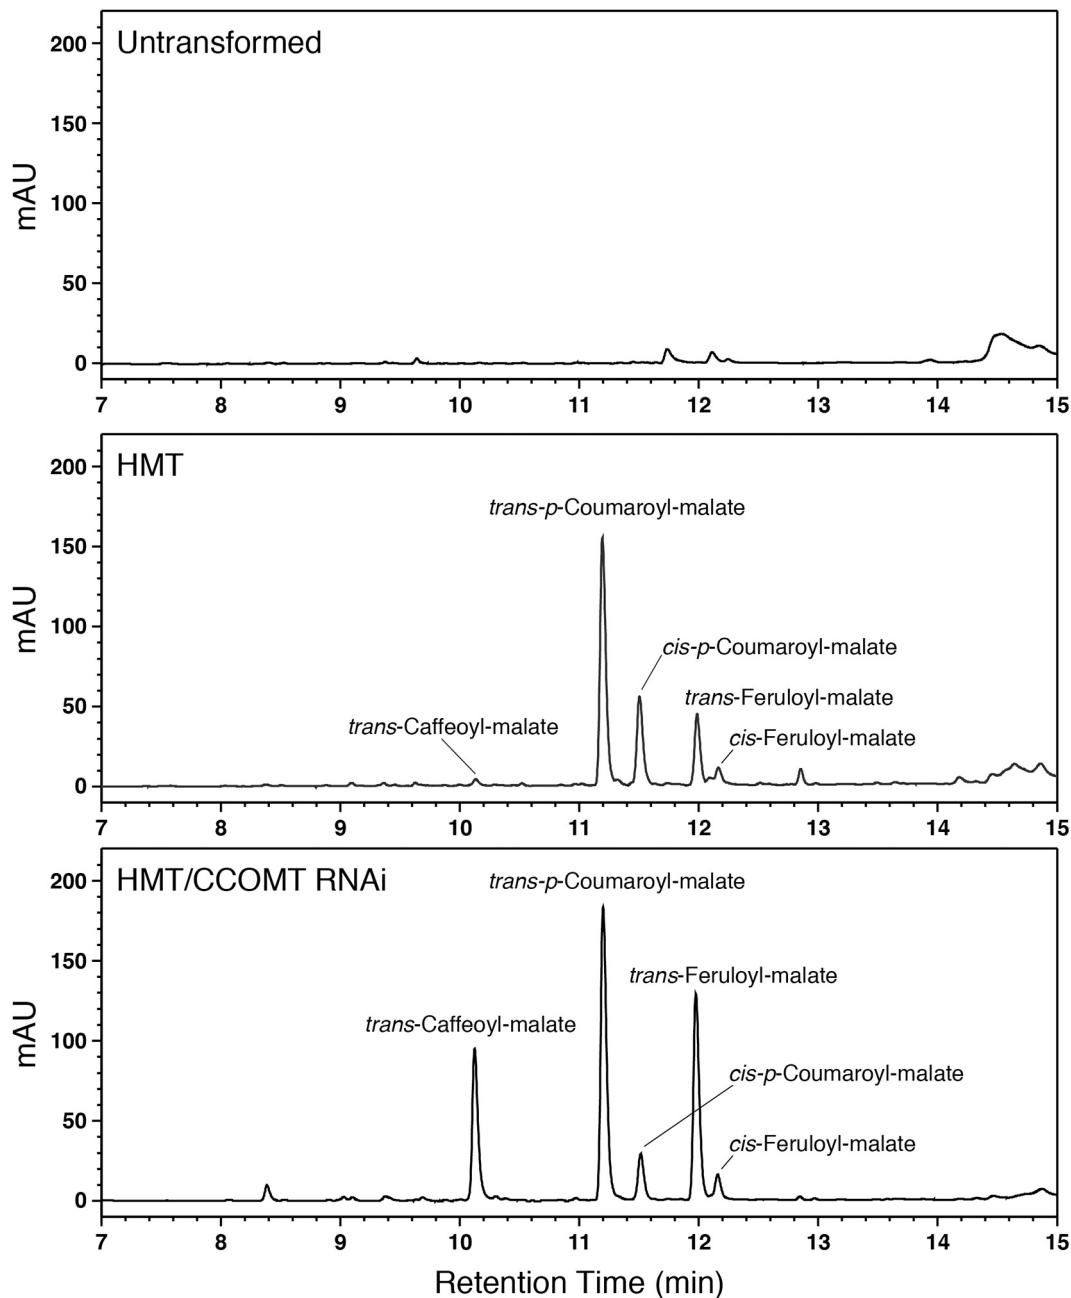 Untransformed
200
150
100
50
0
mAU
7 8 9 10 11 12 13 14 15
HMT
200
150
100
50
0
mAU
trans-p-Coumaroyl-malate
cis-p-Coumaroyl-malate
trans-Feruloyl-malate
trans-Caffeoyl-malate
cis-Feruloyl-malate
7 8 9 10 11 12 13 14 15
HMT/CCOMT RNAi
200
150
100
50
0
mAU
trans-p-Coumaroyl-malate
trans-Feruloyl-malate
trans-Caffeoyl-malate
cis-p-Coumaroyl-malate
cis-Feruloyl-malate
7 8 9 10 11 12 13 14 15
Retention Time (min)